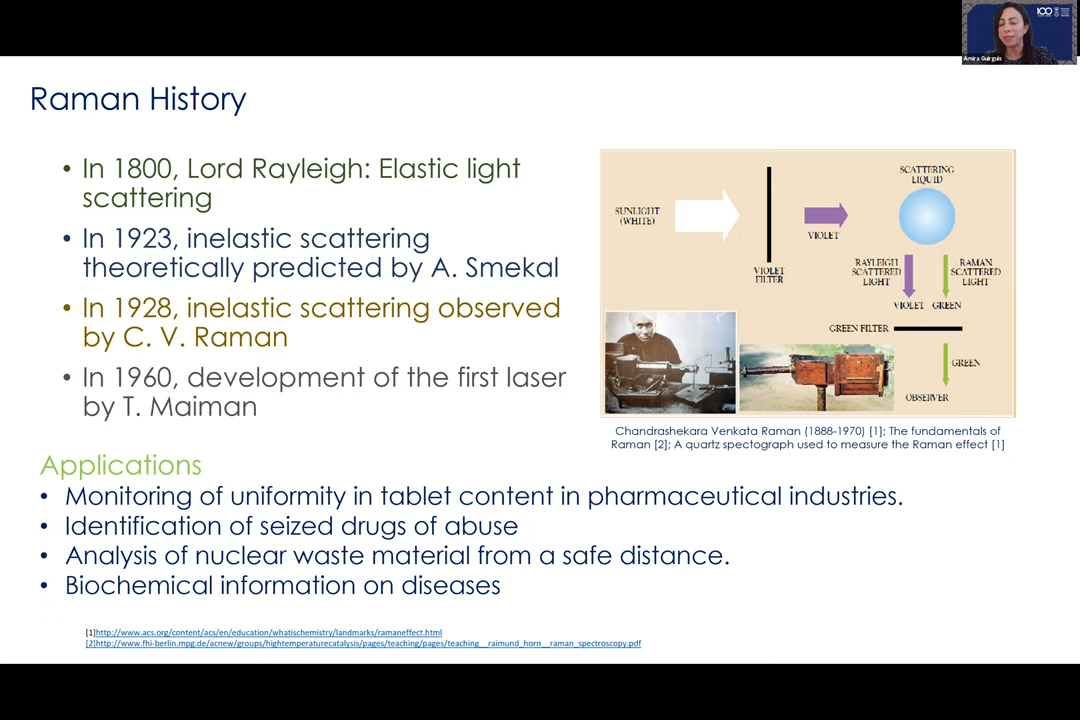 100
Amira Guirguis
Raman History
• In 1800, Lord Rayleigh: Elastic light
scattering
• In 1923, inelastic scattering
theoretically predicted by A. Smekal
• In 1928, inelastic scattering observed
by C. V. Raman
• In 1960, development of the first laser
by T. Maiman
SUNLIGHT
(WHITE)
VIOLET
FILTER
VIOLET
SCATTERING
LIQUID
RAYLEIGH
SCATTERED
LIGHT
RAMAN
SCATTERED
LIGHT
VIOLET
GREEN
GREEN FILTER
GREEN
OBSERVER
Chandrashekara Venkata Raman (1888-1970) [1]; The fundamentals of
Raman [2]; A quartz spectograph used to measure the Raman effect [1]
Applications
• Monitoring of uniformity in tablet content in pharmaceutical industries.
• Identification of seized drugs of abuse
• Analysis of nuclear waste material from a safe distance.
• Biochemical information on diseases
[1]http://www.acs.org/content/acs/en/education/whatischemistry/landmarks/ramaneffect.html
[2]http://www.fhi-berlin.mpg.de/acnew/groups/hightemperaturecatalysis/pages/teaching/pages/teaching__raimund_horn__raman_spectroscopy.pdf